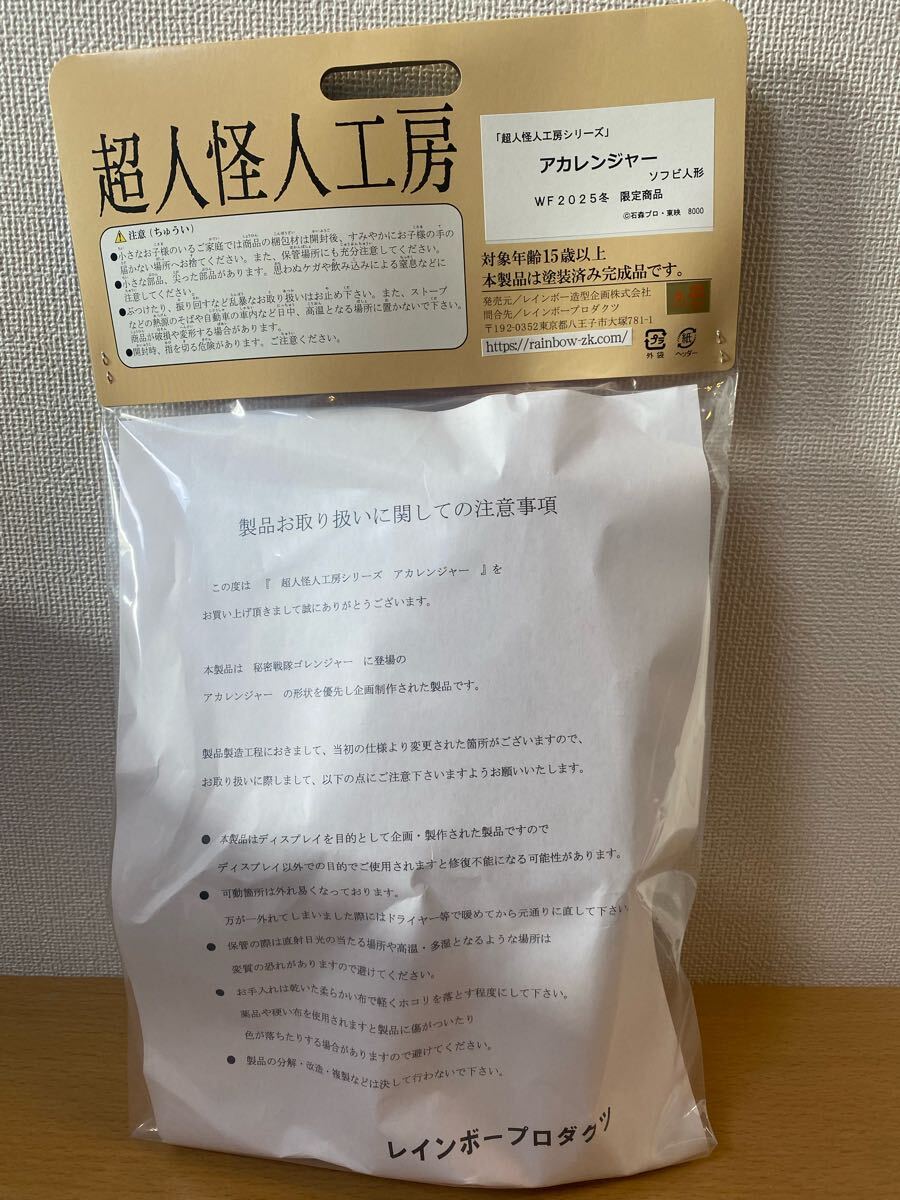 超人怪人工房
⚠注意(ちゅうい)
●小さなお子様のいるご家庭では商品の梱包材は開封後、すみやかにお子様の手の
届かない場所へお捨てください。また、保管場所にも充分注意してください。
●小さな部品、尖った部品があります。思わぬケガや飲み込みによる窒息などに
注意してください。
●ぶつけたり、振り回すなど乱暴なお取り扱いはお止め下さい。また、ストーブ
などの熱源のそばや自動車の車内など日中、高温となる場所に置かないで下さい。
商品が破損や変形する場合があります。
●開封時、指を切る危険があります。ご注意ください。
「超人怪人工房シリーズ」
アカレンジャー
ソフビ人形
WF2025冬 限定商品
©石森プロ・東映 8000
対象年齢15歳以上
本製品は塗装済み完成品です。
発売元/レインボー造型企画株式会社
問合先/レインボープロダクツ
〒192-0352東京都八王子市大塚781-1
https://rainbow-zk.com/
プラ
外袋
紙
ヘッダー
製品お取り扱いに関しての注意事項
この度は 『 超人怪人工房シリーズ アカレンジャー 』を
お買い上げ頂きまして誠にありがとうございます。
本製品は 秘密戦隊ゴレンジャー に登場の
アカレンジャー の形状を優先し企画制作された製品です。
製品製造工程におきまして、当初の仕様より変更された箇所がございますので、
お取り扱いに際しまして、以下の点にご注意下さいますようお願いいたします。
● 本製品はディスプレイを目的として企画・製作された製品ですので
ディスプレイ以外での目的でご使用されますと修復不能になる可能性があります。
● 可動箇所は外れ易くなっております。
万が一外れてしまいました際にはドライヤー等で暖めてから元通りに直して下さい
● 保管の際は直射日光の当たる場所や高温・多湿となるような場所は
変質の恐れがありますので避けてください。
● お手入れは乾いた柔らかい布で軽くホコリを落とす程度にして下さい。
薬品や硬い布を使用されますと製品に傷がついたり
色が落ちたりする場合がありますので避けてください。
● 製品の分解・改造・複製などは決して行わないで下さい。
レインボープロダクツ